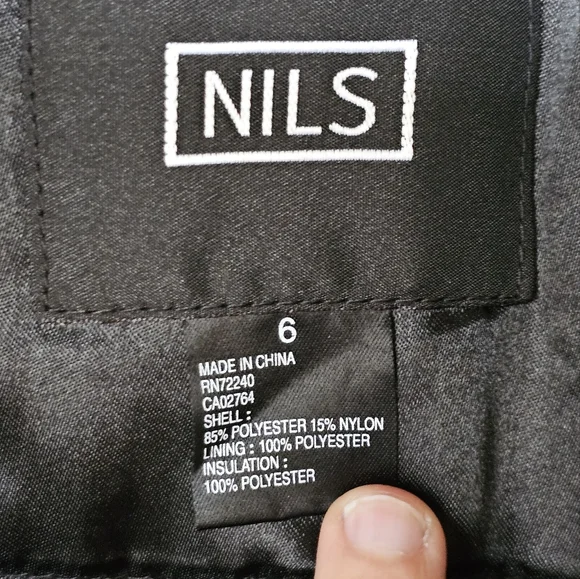 NILS
6
MADE IN CHINA
RN72240
CA02764
SHELL :
85% POLYESTER 15% NYLON
LINING : 100% POLYESTER
INSULATION :
100% POLYESTER